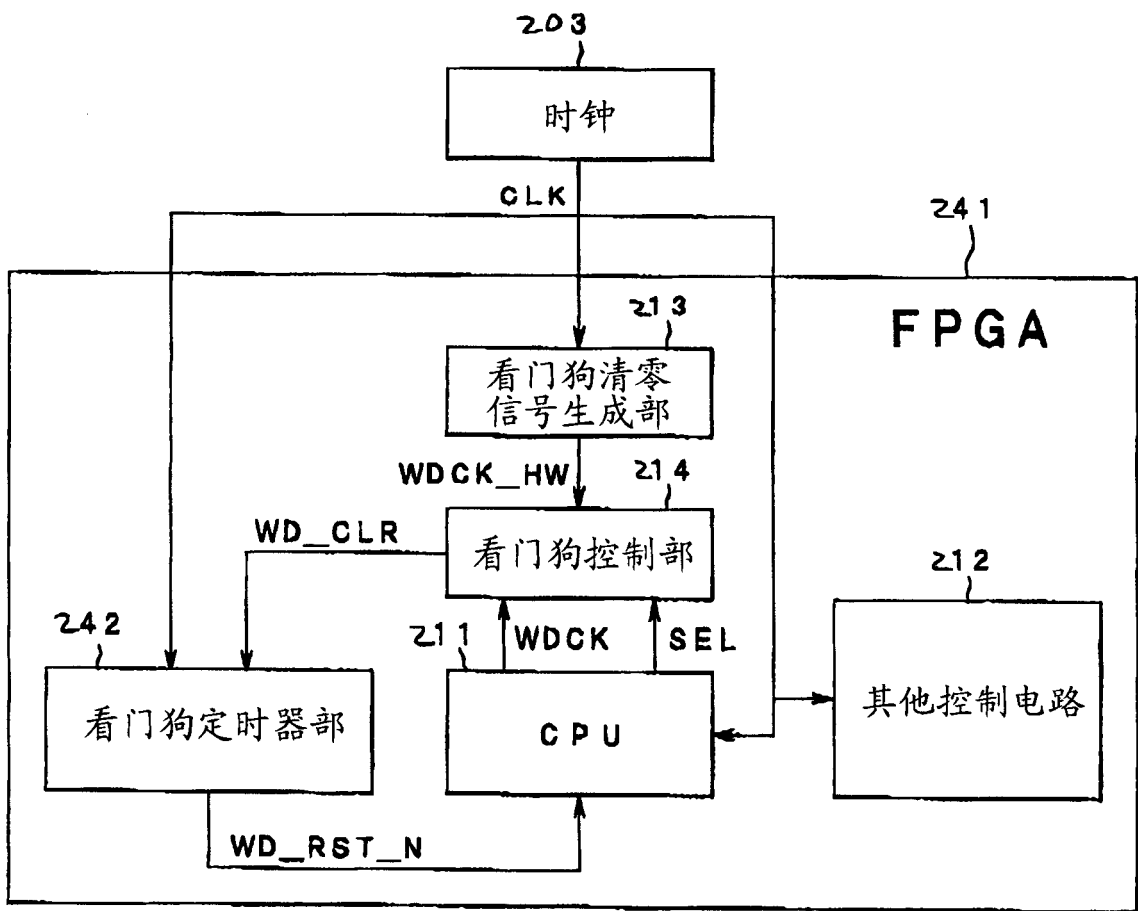 203
时钟
CLK
241
FPGA
213
看门狗清零
信号生成部
WDCK_HW
214
WD_CLR
看门狗控制部
212
242
211
WDCK
SEL
看门狗定时器部
CPU
其他控制电路
WD_RST_N